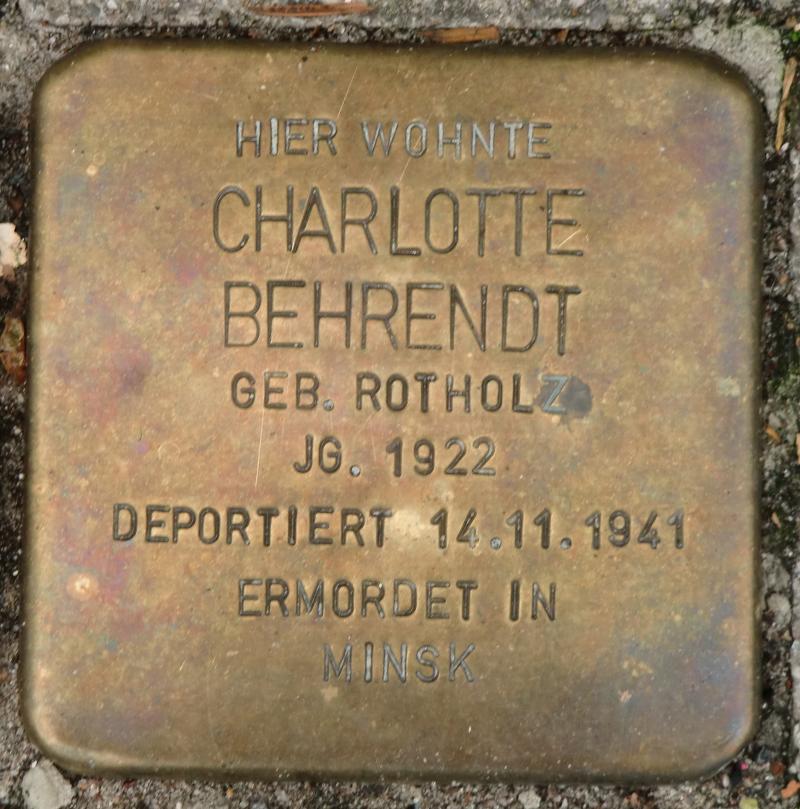 HIER WOHNTE
CHARLOTTE
BEHRENDT
GEB. ROTHOLZ
JG. 1922
DEPORTIERT 14.11.1941
ERMORDET IN
MINSK